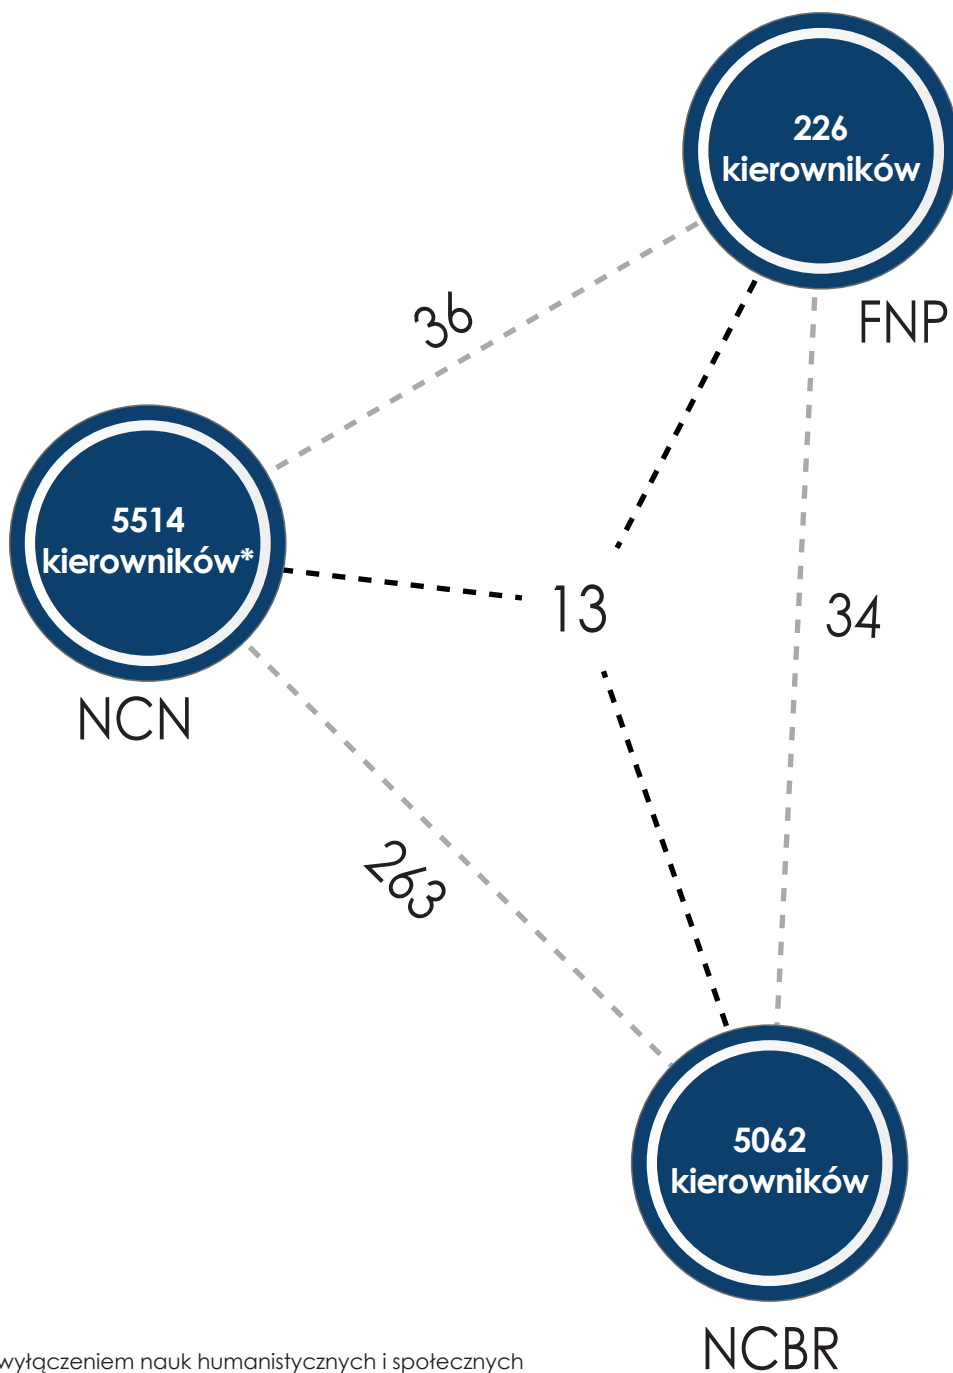 226
kierowników
FNP
36
5514
kierowników*
NCN
13
34
263
5062
kierowników
NCBR
wyłączeniem nauk humanistycznych i społecznych